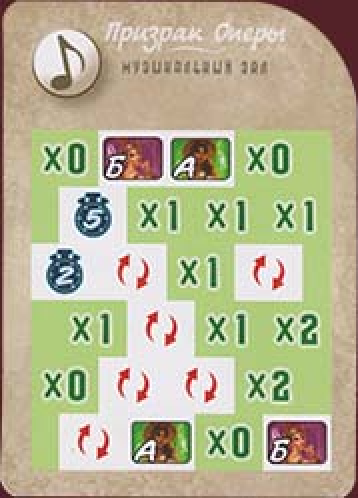 Призрак Оперы
МУЗЫКАЛЬНЫЙ ЗАЛ
x0 Б А x0
5 x1 x1 x1
2 x1
x1 x1 x2
x0 x2
А x0 Б